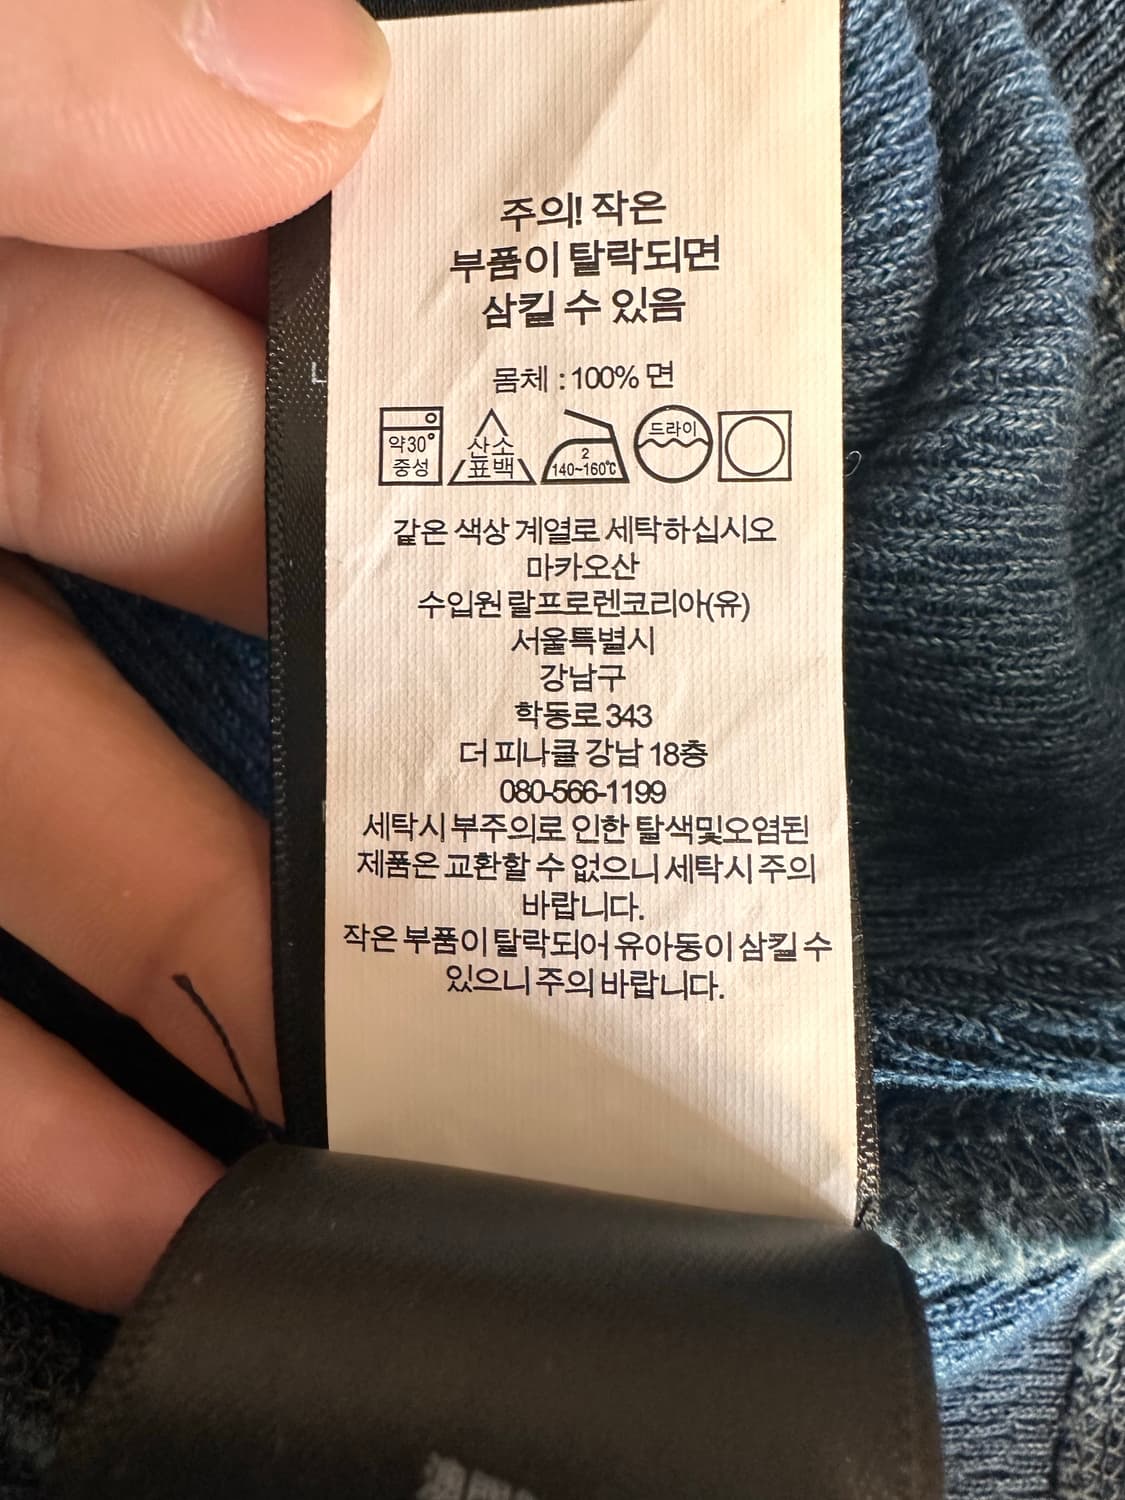 주의! 작은
부품이 탈락되면
삼킬 수 있음
몸체 : 100% 면
약30°
중성
산소
표백
2
140~160℃
드라이
같은 색상 계열로 세탁하십시오
마카오산
수입원 랄프로렌코리아(유)
서울특별시
강남구
학동로 343
더 피나클 강남 18층
080-566-1199
세탁시 부주의로 인한 탈색및오염된
제품은 교환할 수 없으니 세탁시 주의
바랍니다.
작은 부품이 탈락되어 유아동이 삼킬 수
있으니 주의 바랍니다.